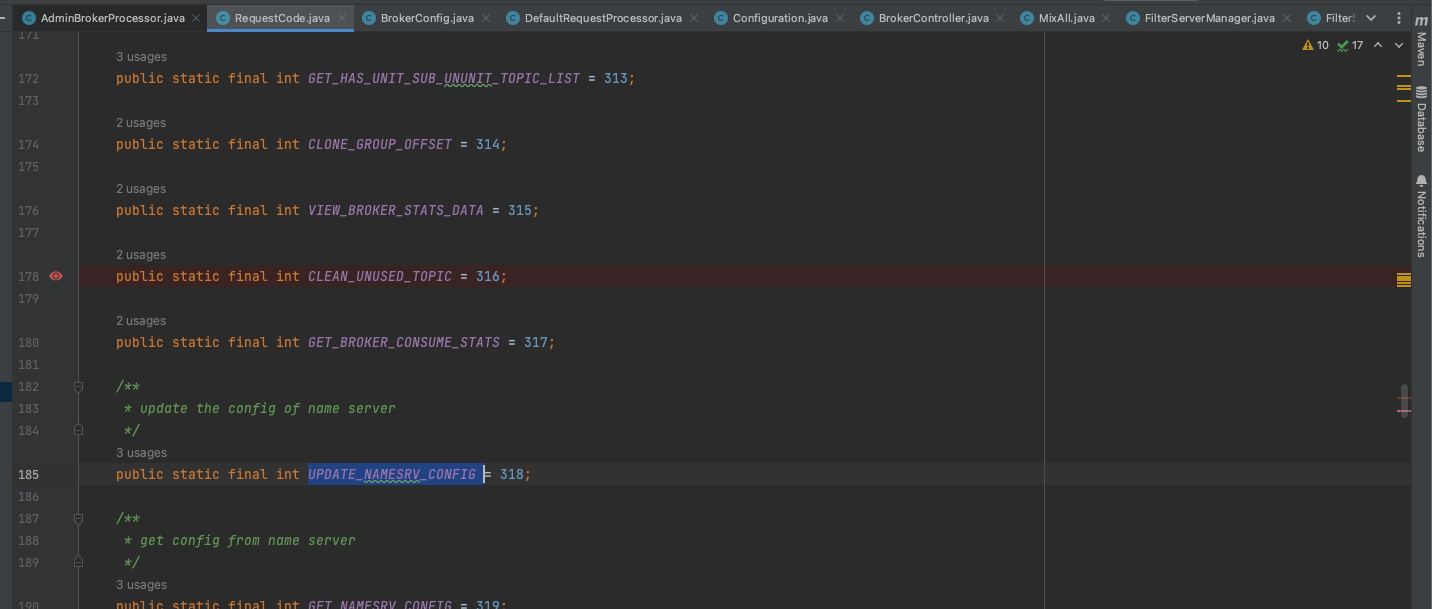 AdminBrokerProcessor.java RequestCode.java BrokerConfig.java DefaultRequestProcessor.java Configuration.java BrokerController.java MixAll.java FilterServerManager.java Filter
10 17
171
3 usages
172 public static final int GET_HAS_UNIT_SUB_UNUNIT_TOPIC_LIST = 313;
173
2 usages
174 public static final int CLONE_GROUP_OFFSET = 314;
175
2 usages
176 public static final int VIEW_BROKER_STATS_DATA = 315;
177
2 usages
178 public static final int CLEAN_UNUSED_TOPIC = 316;
179
2 usages
180 public static final int GET_BROKER_CONSUME_STATS = 317;
181
182 /**
183 * update the config of name server
184 */
3 usages
185 public static final int UPDATE_NAMESRV_CONFIG = 318;
186
187 /**
188 * get config from name server
189 */
3 usages
190 public static final int GET_NAMESRV_CONFIG = 319;
m
Maven
Database
Notifications